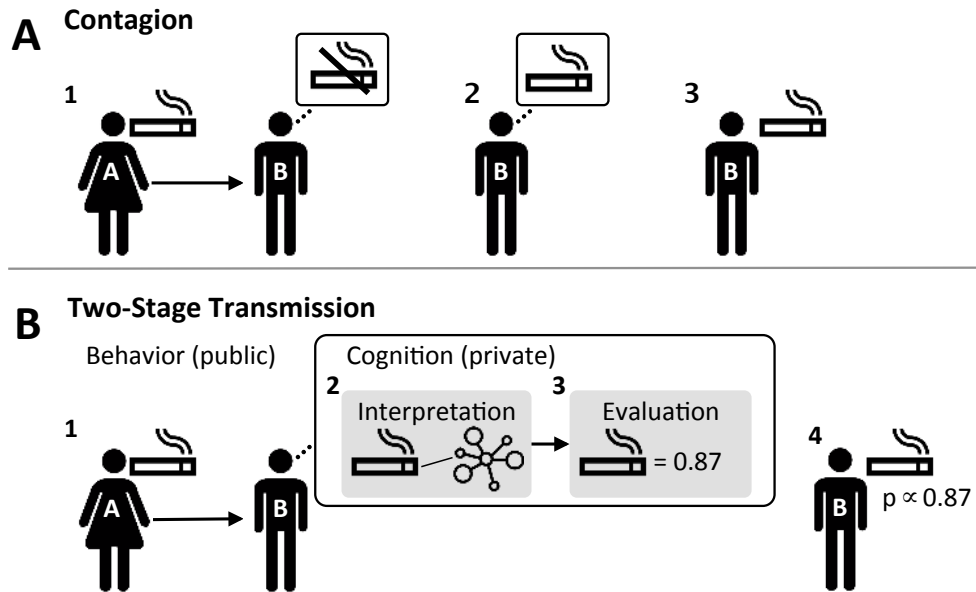 A Contagion
1
2
3
A
B
B
B
B Two-Stage Transmission
Behavior (public)
Cognition (private)
2
3
Interpretation
Evaluation
= 0.87
1
4
A
B
B
p ∝ 0.87